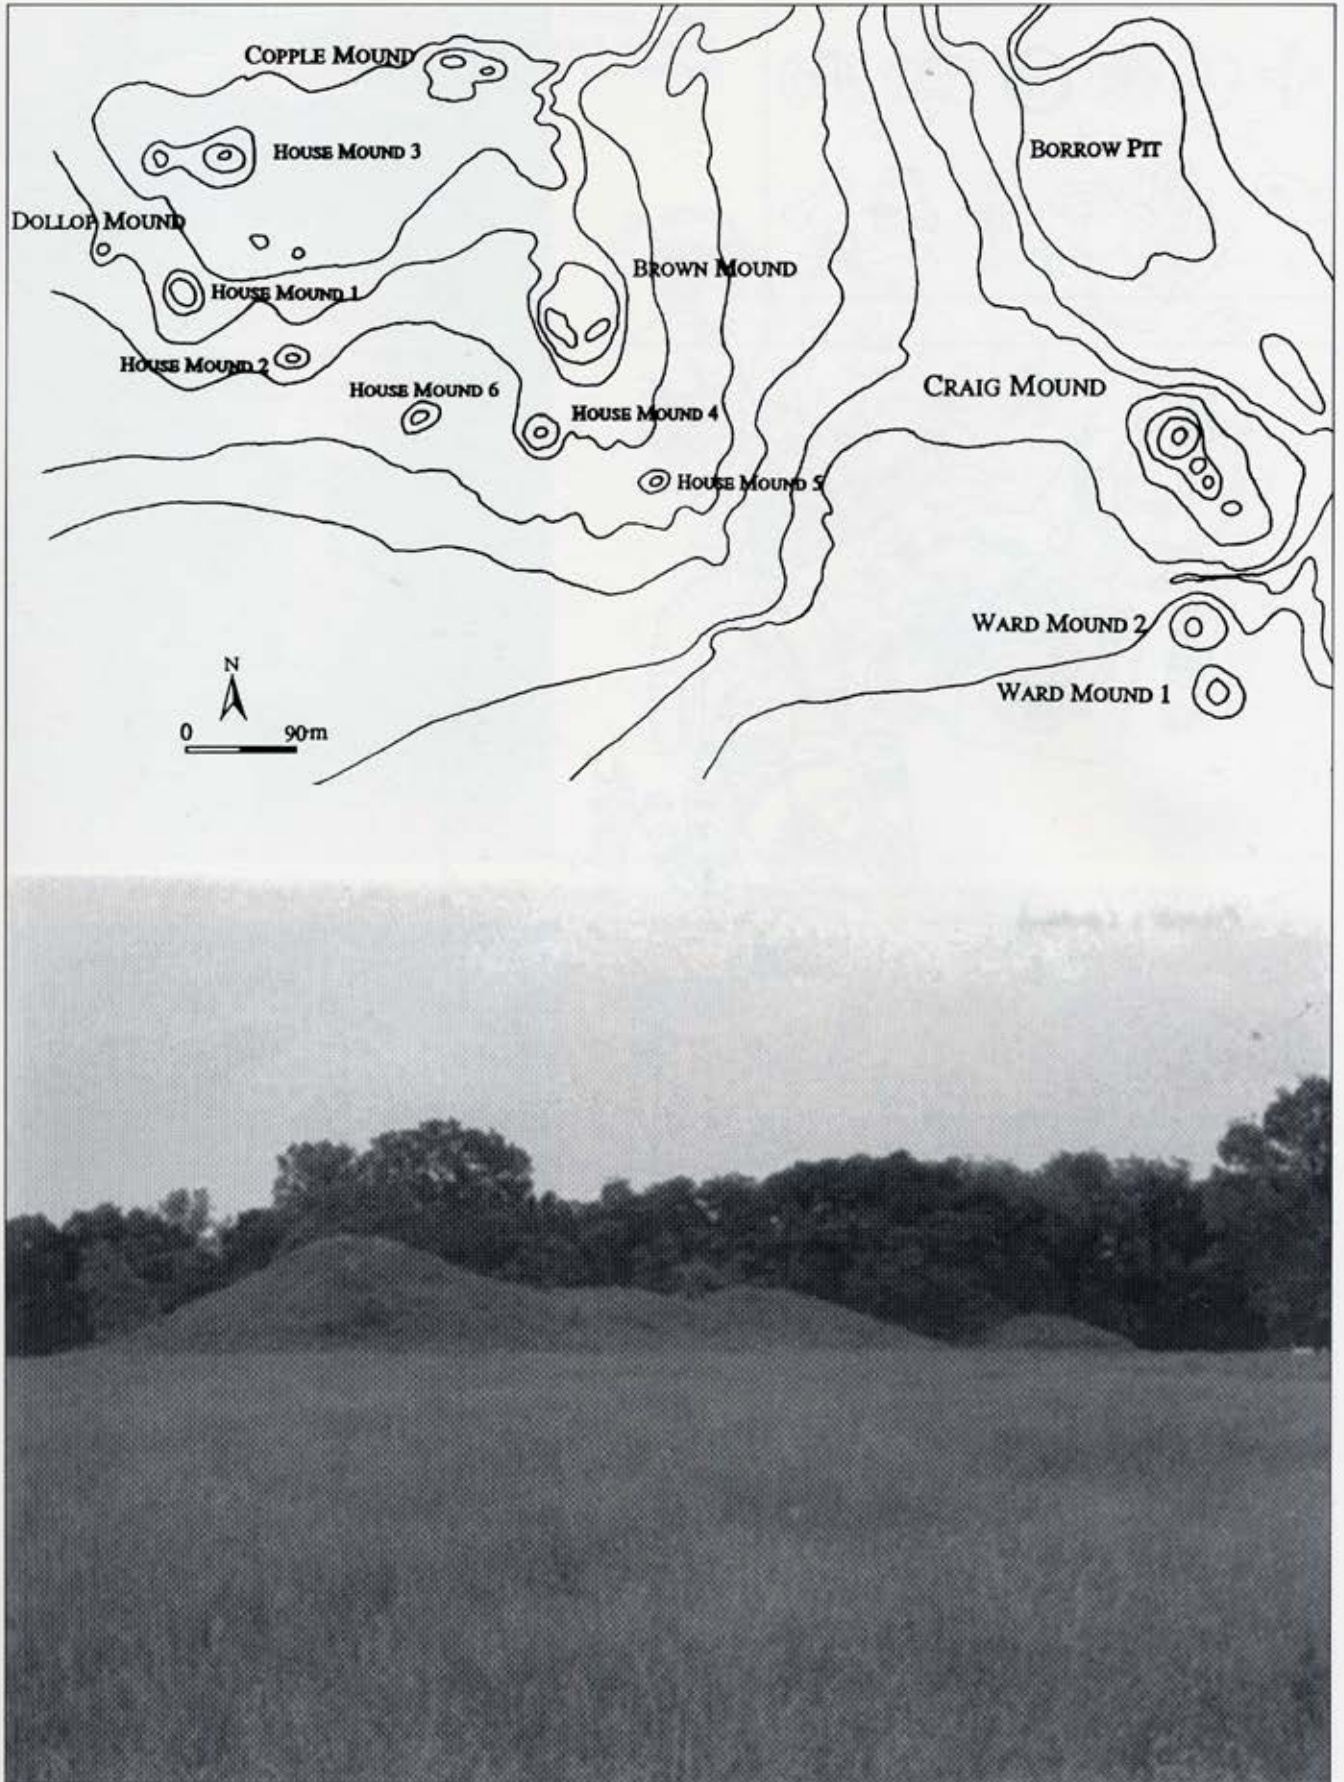 COPPLE MOUND
HOUSE MOUND 3
BORROW PIT
DOLLOP MOUND
BROWN MOUND
HOUSE MOUND 1
HOUSE MOUND 2
HOUSE MOUND 6
CRAIG MOUND
HOUSE MOUND 4
HOUSE MOUND 5
WARD MOUND 2
N
WARD MOUND 1
0 90 m